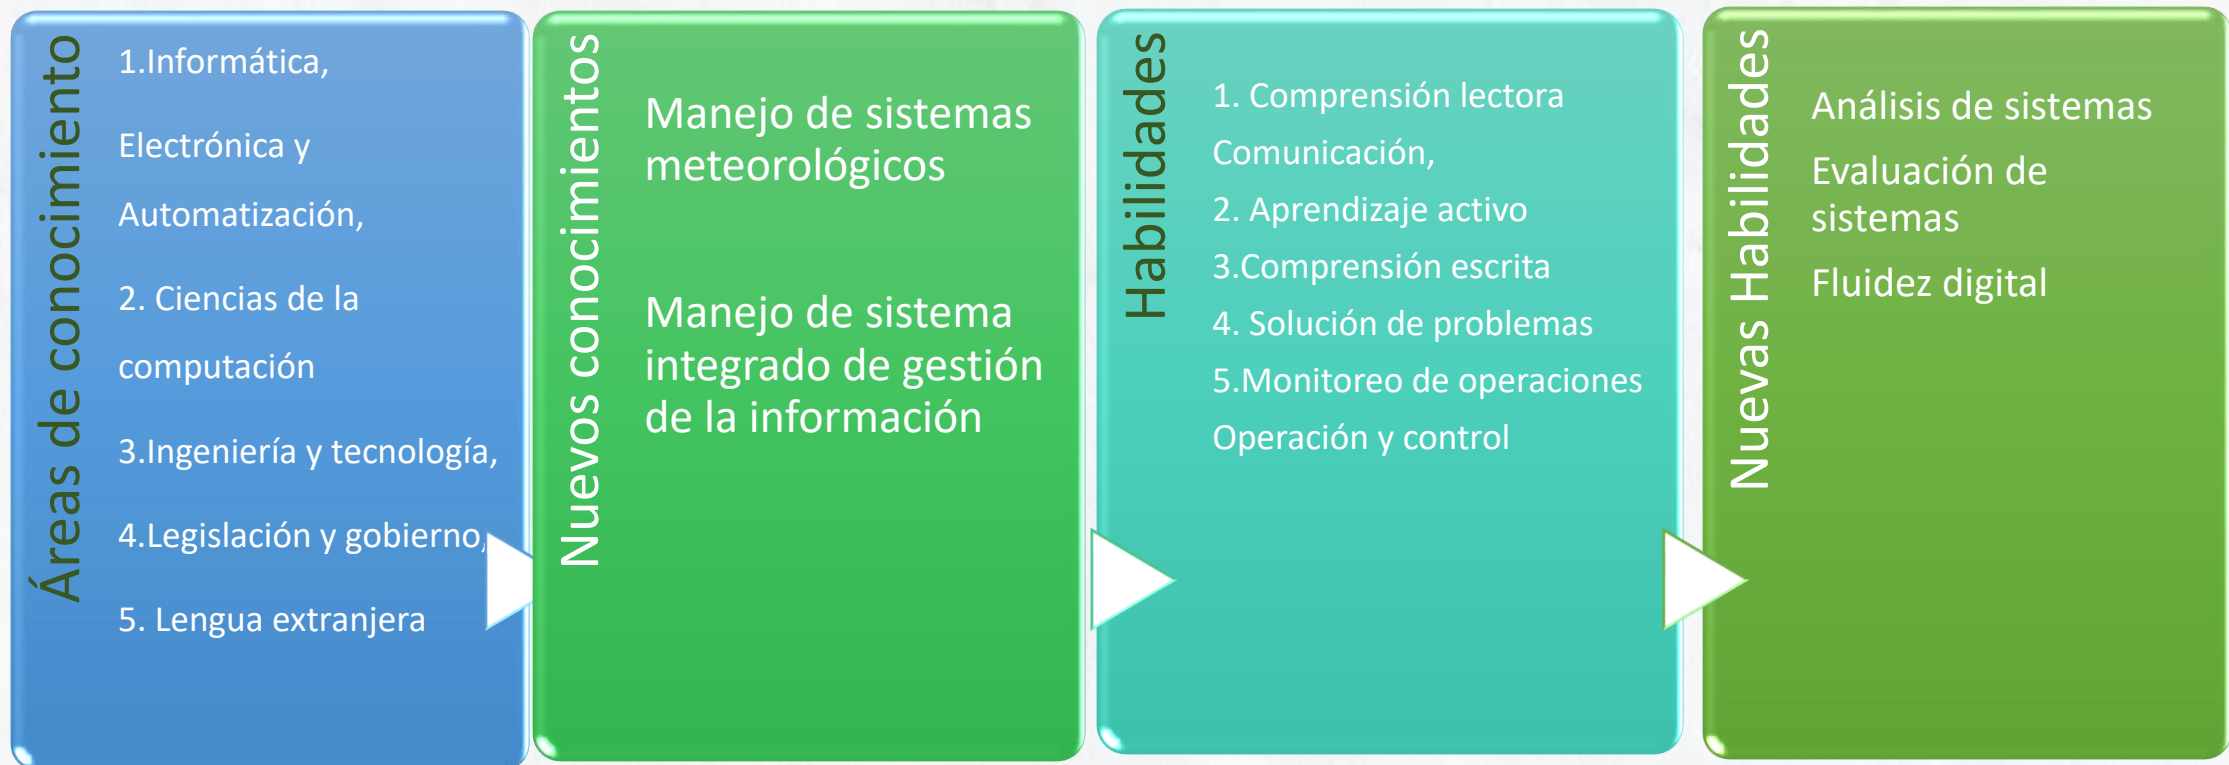 Áreas de conocimiento
1.Informática,
Electrónica y
Automatización,
2. Ciencias de la
computación
3.Ingeniería y tecnología,
4.Legislación y gobierno,
5. Lengua extranjera
Nuevos conocimientos
Manejo de sistemas
meteorológicos
Manejo de sistema
integrado de gestión
de la información
Habilidades
1. Comprensión lectora
Comunicación,
2. Aprendizaje activo
3.Comprensión escrita
4. Solución de problemas
5.Monitoreo de operaciones
Operación y control
Nuevas Habilidades
Análisis de sistemas
Evaluación de
sistemas
Fluidez digital